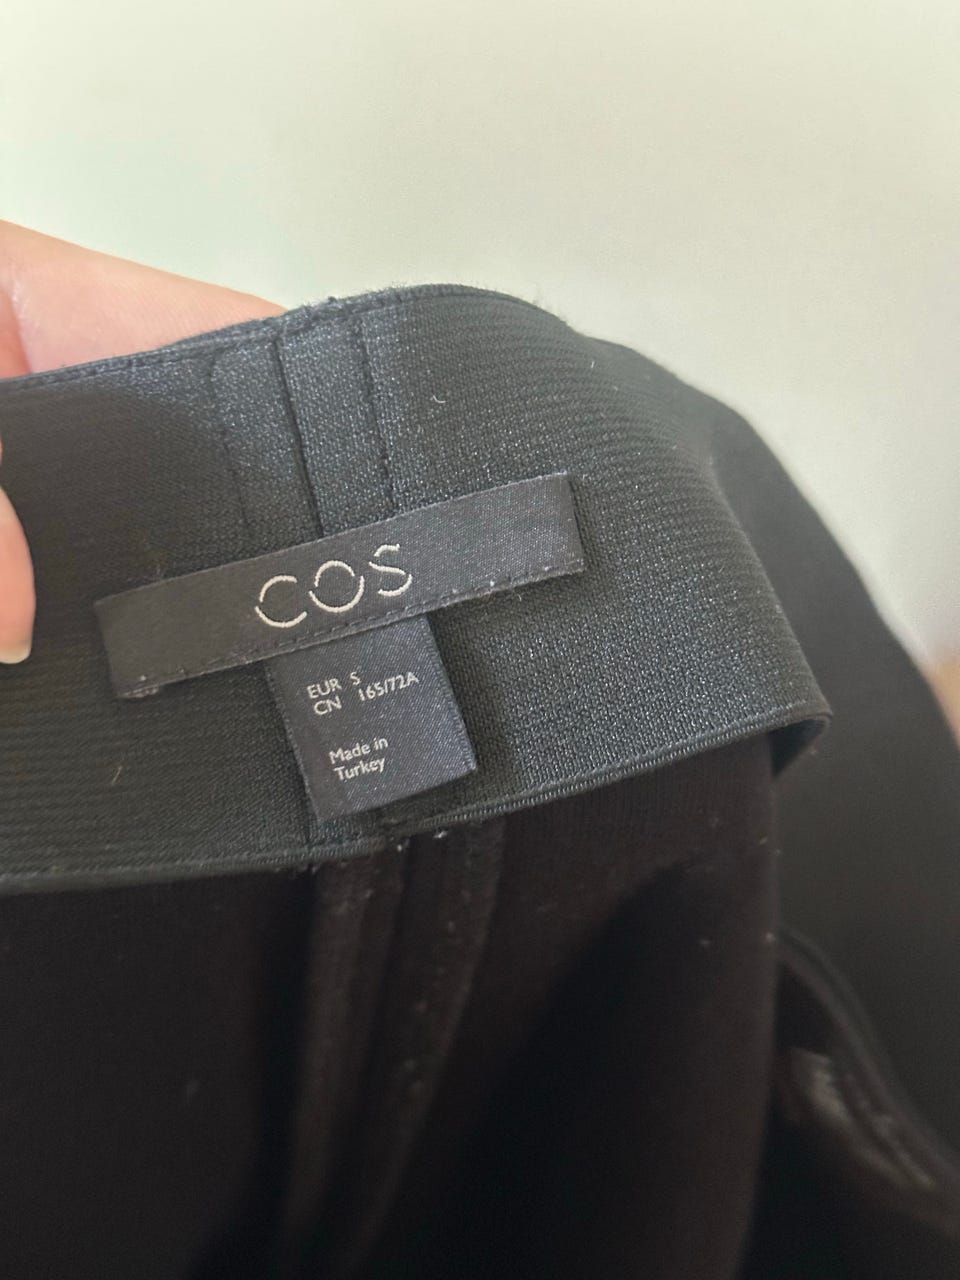 COS
EUR S
CN 165/72A
Made in
Turkey